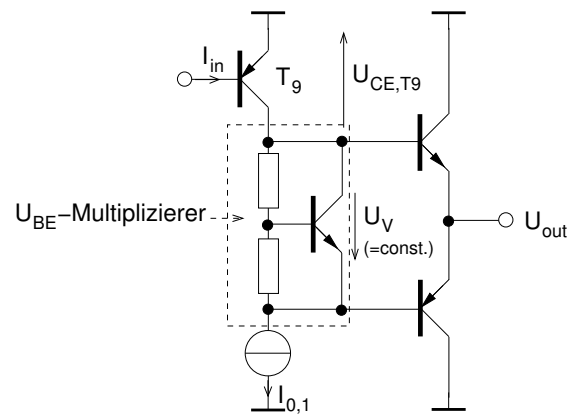 I_in
T_9
U_CE,T9
U_BE−Multiplizierer
U_V
(=const.)
U_out
I_0,1